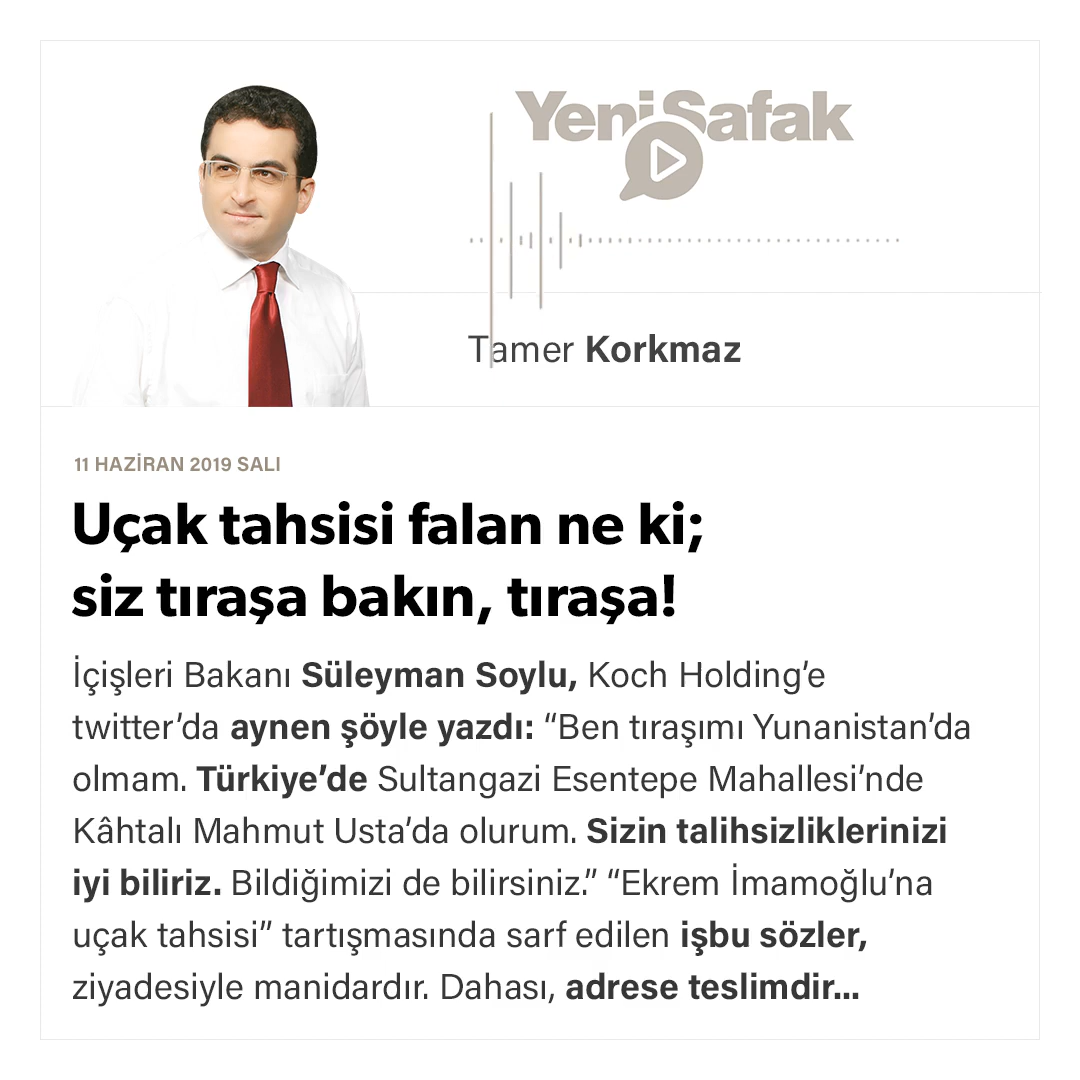 Yeni Safak
Tamer Korkmaz
11 HAZİRAN 2019 SALI
Uçak tahsisi falan ne ki;
siz tıraşa bakın, tıraşa!
İçişleri Bakanı Süleyman Soylu, Koch Holding’e
twitter’da aynen şöyle yazdı: “Ben tıraşımı Yunanistan’da
olmam. Türkiye’de Sultangazi Esentepe Mahallesi’nde
Kâhtalı Mahmut Usta’da olurum. Sizin talihsizliklerinizi
iyi biliriz. Bildiğimizi de bilirsiniz.” “Ekrem İmamoğlu’na
uçak tahsisi” tartışmasında sarf edilen işbu sözler,
ziyadesiyle manidardır. Dahası, adrese teslimdir...